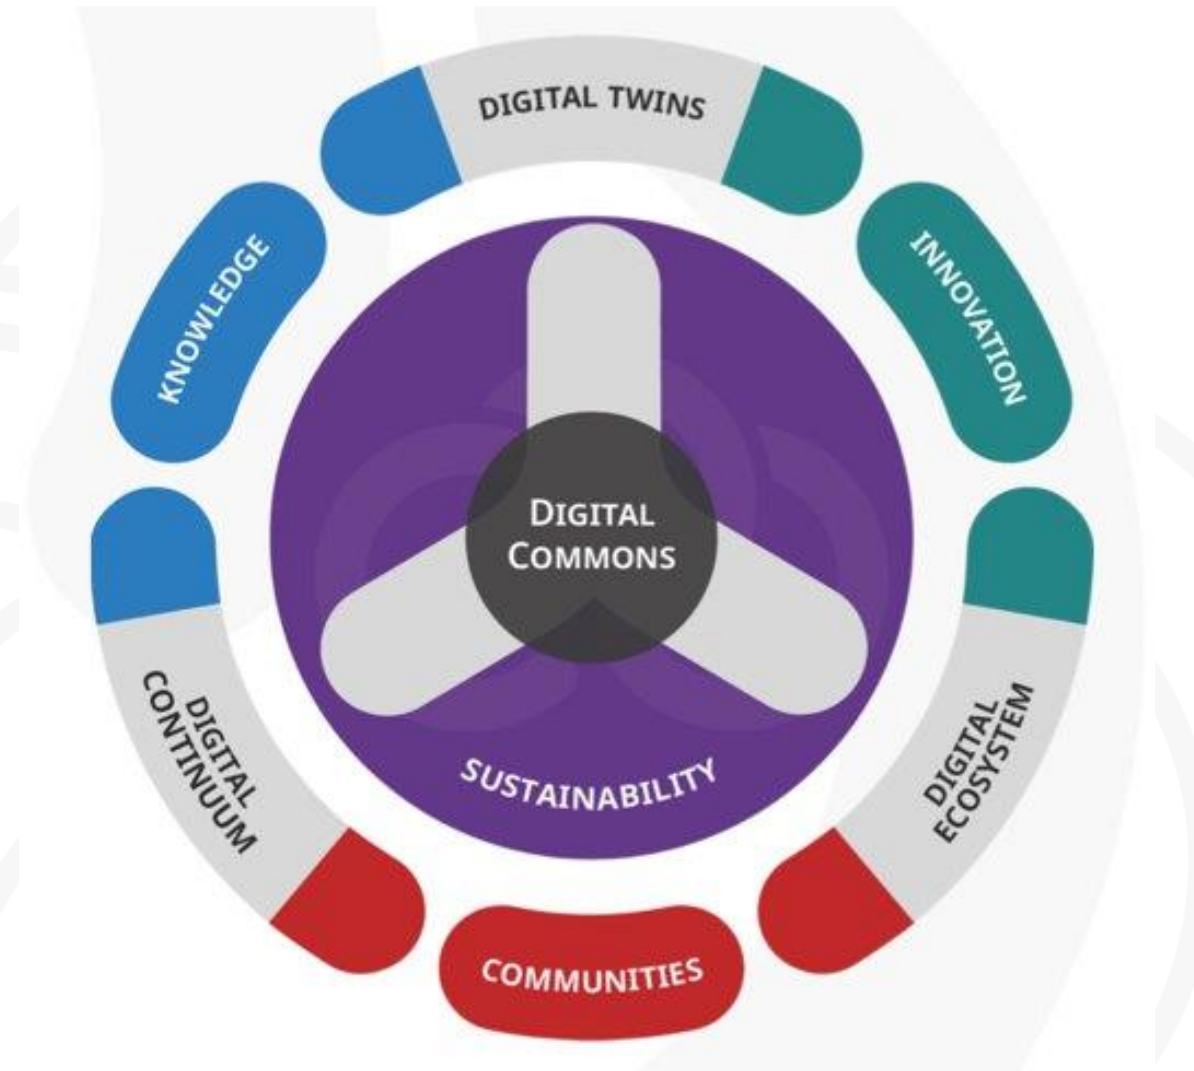 DIGITAL TWINS
KNOWLEDGE
INNOVATION
DIGITAL
COMMONS
DIGITAL
CONTINUUM
DIGITAL
ECOSYSTEM
SUSTAINABILITY
COMMUNITIES